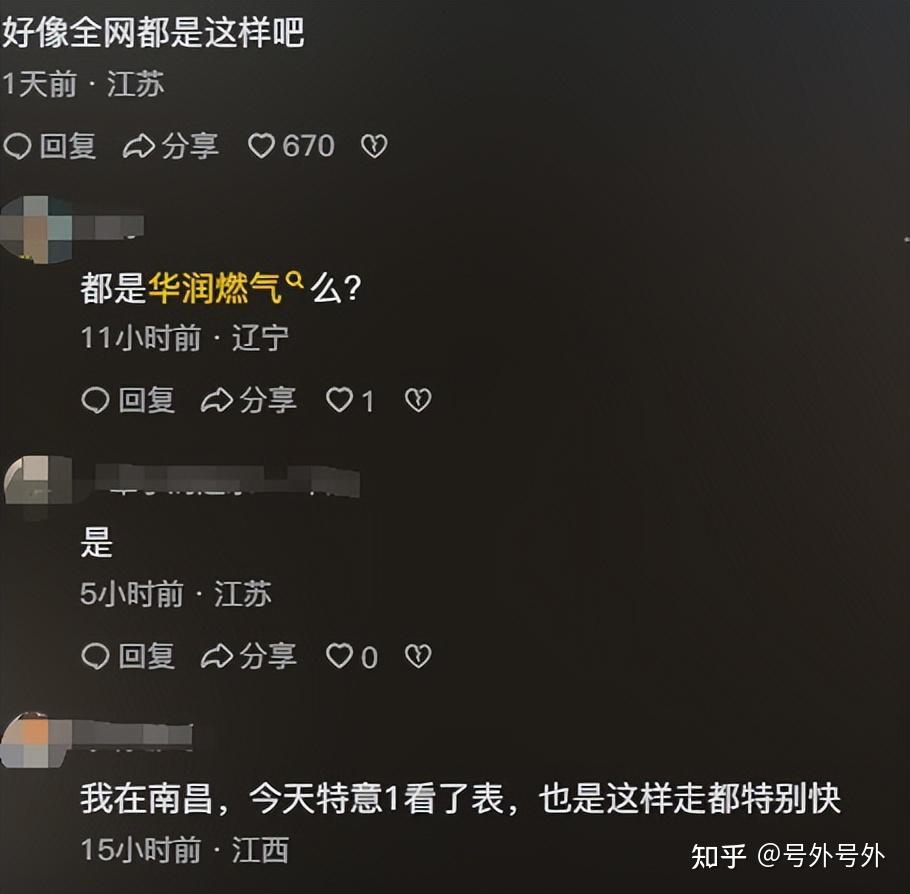 好像全网都是这样吧
1天前 · 江苏
回复 分享 670
都是华润燃气么?
11小时前 · 辽宁
回复 分享 1
是
5小时前 · 江苏
回复 分享 0
我在南昌，今天特意1看了表，也是这样走都特别快
15小时前 · 江西
知乎 @号外号外